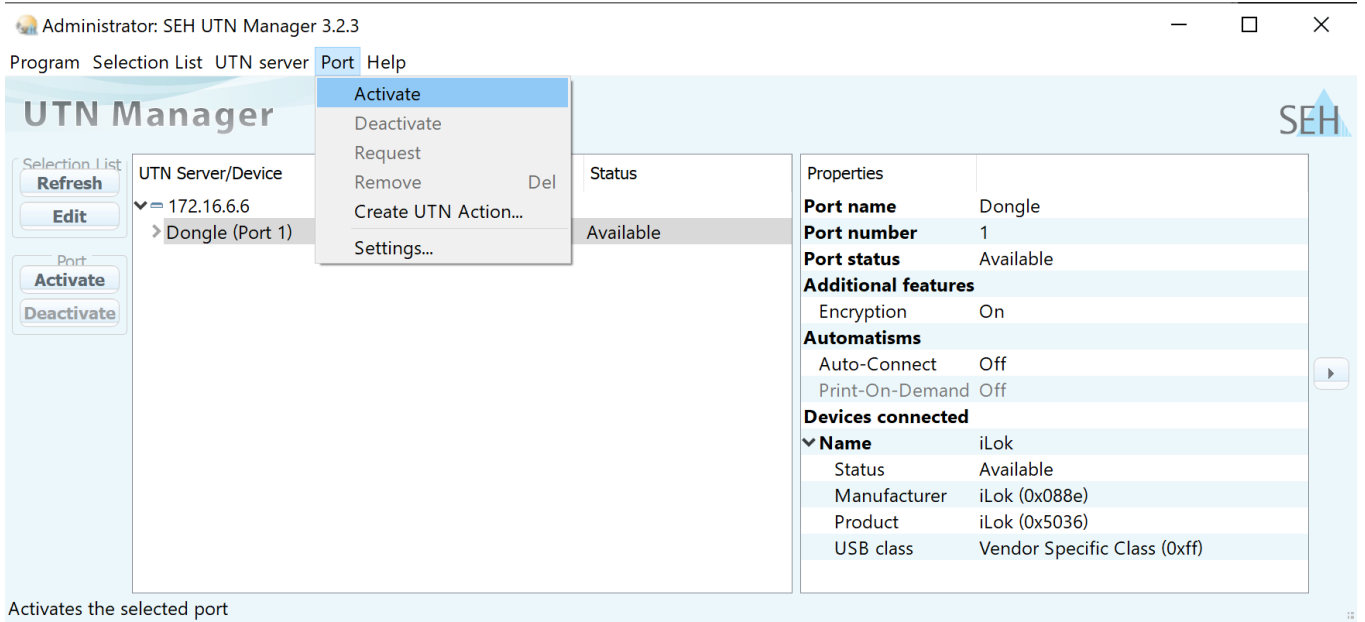 Administrator: SEH UTN Manager 3.2.3
Program Selection List UTN server Port Help
UTN Manager
SEH
Activate
Deactivate
Request
Remove Del
Create UTN Action...
Settings...
Selection List
Refresh
Edit
Port
Activate
Deactivate
UTN Server/Device Status
172.16.6.6
Dongle (Port 1) Available
Properties
Port name Dongle
Port number 1
Port status Available
Additional features
Encryption On
Automatisms
Auto-Connect Off
Print-On-Demand Off
Devices connected
Name iLok
Status Available
Manufacturer iLok (0x088e)
Product iLok (0x5036)
USB class Vendor Specific Class (0xff)
Activates the selected port